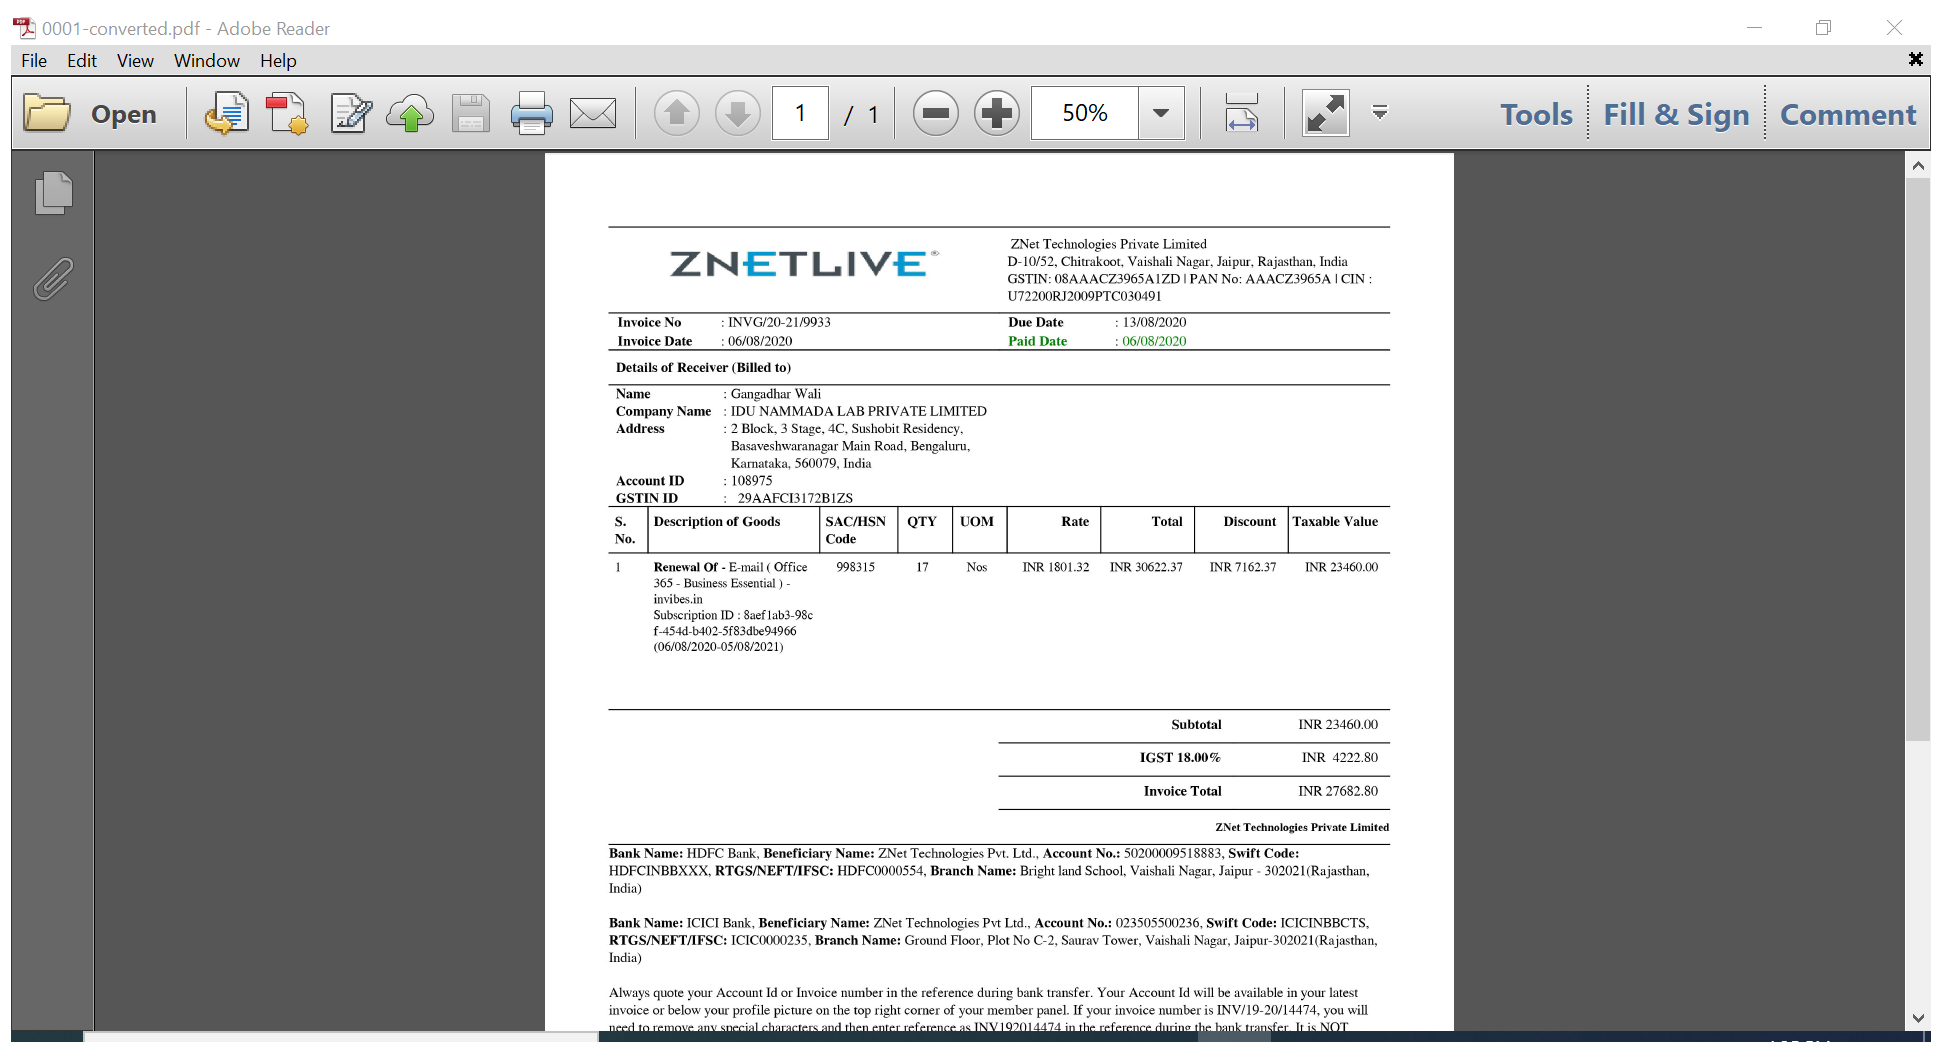 0001-converted.pdf - Adobe Reader
File Edit View Window Help
Open 1 / 1 50% Tools Fill & Sign Comment
ZNETLIVE®
ZNet Technologies Private Limited
D-10/52, Chitrakoot, Vaishali Nagar, Jaipur, Rajasthan, India
GSTIN: 08AAACZ3965A1ZD | PAN No: AAACZ3965A | CIN :
U72200RJ2009PTC030491
Invoice No : INVG/20-21/9933 Due Date : 13/08/2020
Invoice Date : 06/08/2020 Paid Date : 06/08/2020
Details of Receiver (Billed to)
Name : Gangadhar Wali
Company Name : IDU NAMMADA LAB PRIVATE LIMITED
Address : 2 Block, 3 Stage, 4C, Sushobit Residency,
Basaveshwaranagar Main Road, Bengaluru,
Karnataka, 560079, India
Account ID : 108975
GSTIN ID : 29AAFCI3172B1ZS
S. No. Description of Goods SAC/HSN Code QTY UOM Rate Total Discount Taxable Value
1 Renewal Of - E-mail ( Office 998315 17 Nos INR 1801.32 INR 30622.37 INR 7162.37 INR 23460.00
365 - Business Essential ) -
invibes.in
Subscription ID : 8aef1ab3-98c
f-454d-b402-5f83dbe94966
(06/08/2020-05/08/2021)
Subtotal INR 23460.00
IGST 18.00% INR 4222.80
Invoice Total INR 27682.80
ZNet Technologies Private Limited
Bank Name: HDFC Bank, Beneficiary Name: ZNet Technologies Pvt. Ltd., Account No.: 50200009518883, Swift Code:
HDFCINBBXXX, RTGS/NEFT/IFSC: HDFC0000554, Branch Name: Bright land School, Vaishali Nagar, Jaipur - 302021(Rajasthan,
India)
Bank Name: ICICI Bank, Beneficiary Name: ZNet Technologies Pvt Ltd., Account No.: 023505500236, Swift Code: ICICINBBCTS,
RTGS/NEFT/IFSC: ICIC0000235, Branch Name: Ground Floor, Plot No C-2, Saurav Tower, Vaishali Nagar, Jaipur-302021(Rajasthan,
India)
Always quote your Account Id or Invoice number in the reference during bank transfer. Your Account Id will be available in your latest
invoice or below your profile picture on the top right corner of your member panel. If your invoice number is INV/19-20/14474, you will
need to remove any special characters and then enter reference as INV192014474 in the reference during the bank transfer. It is NOT